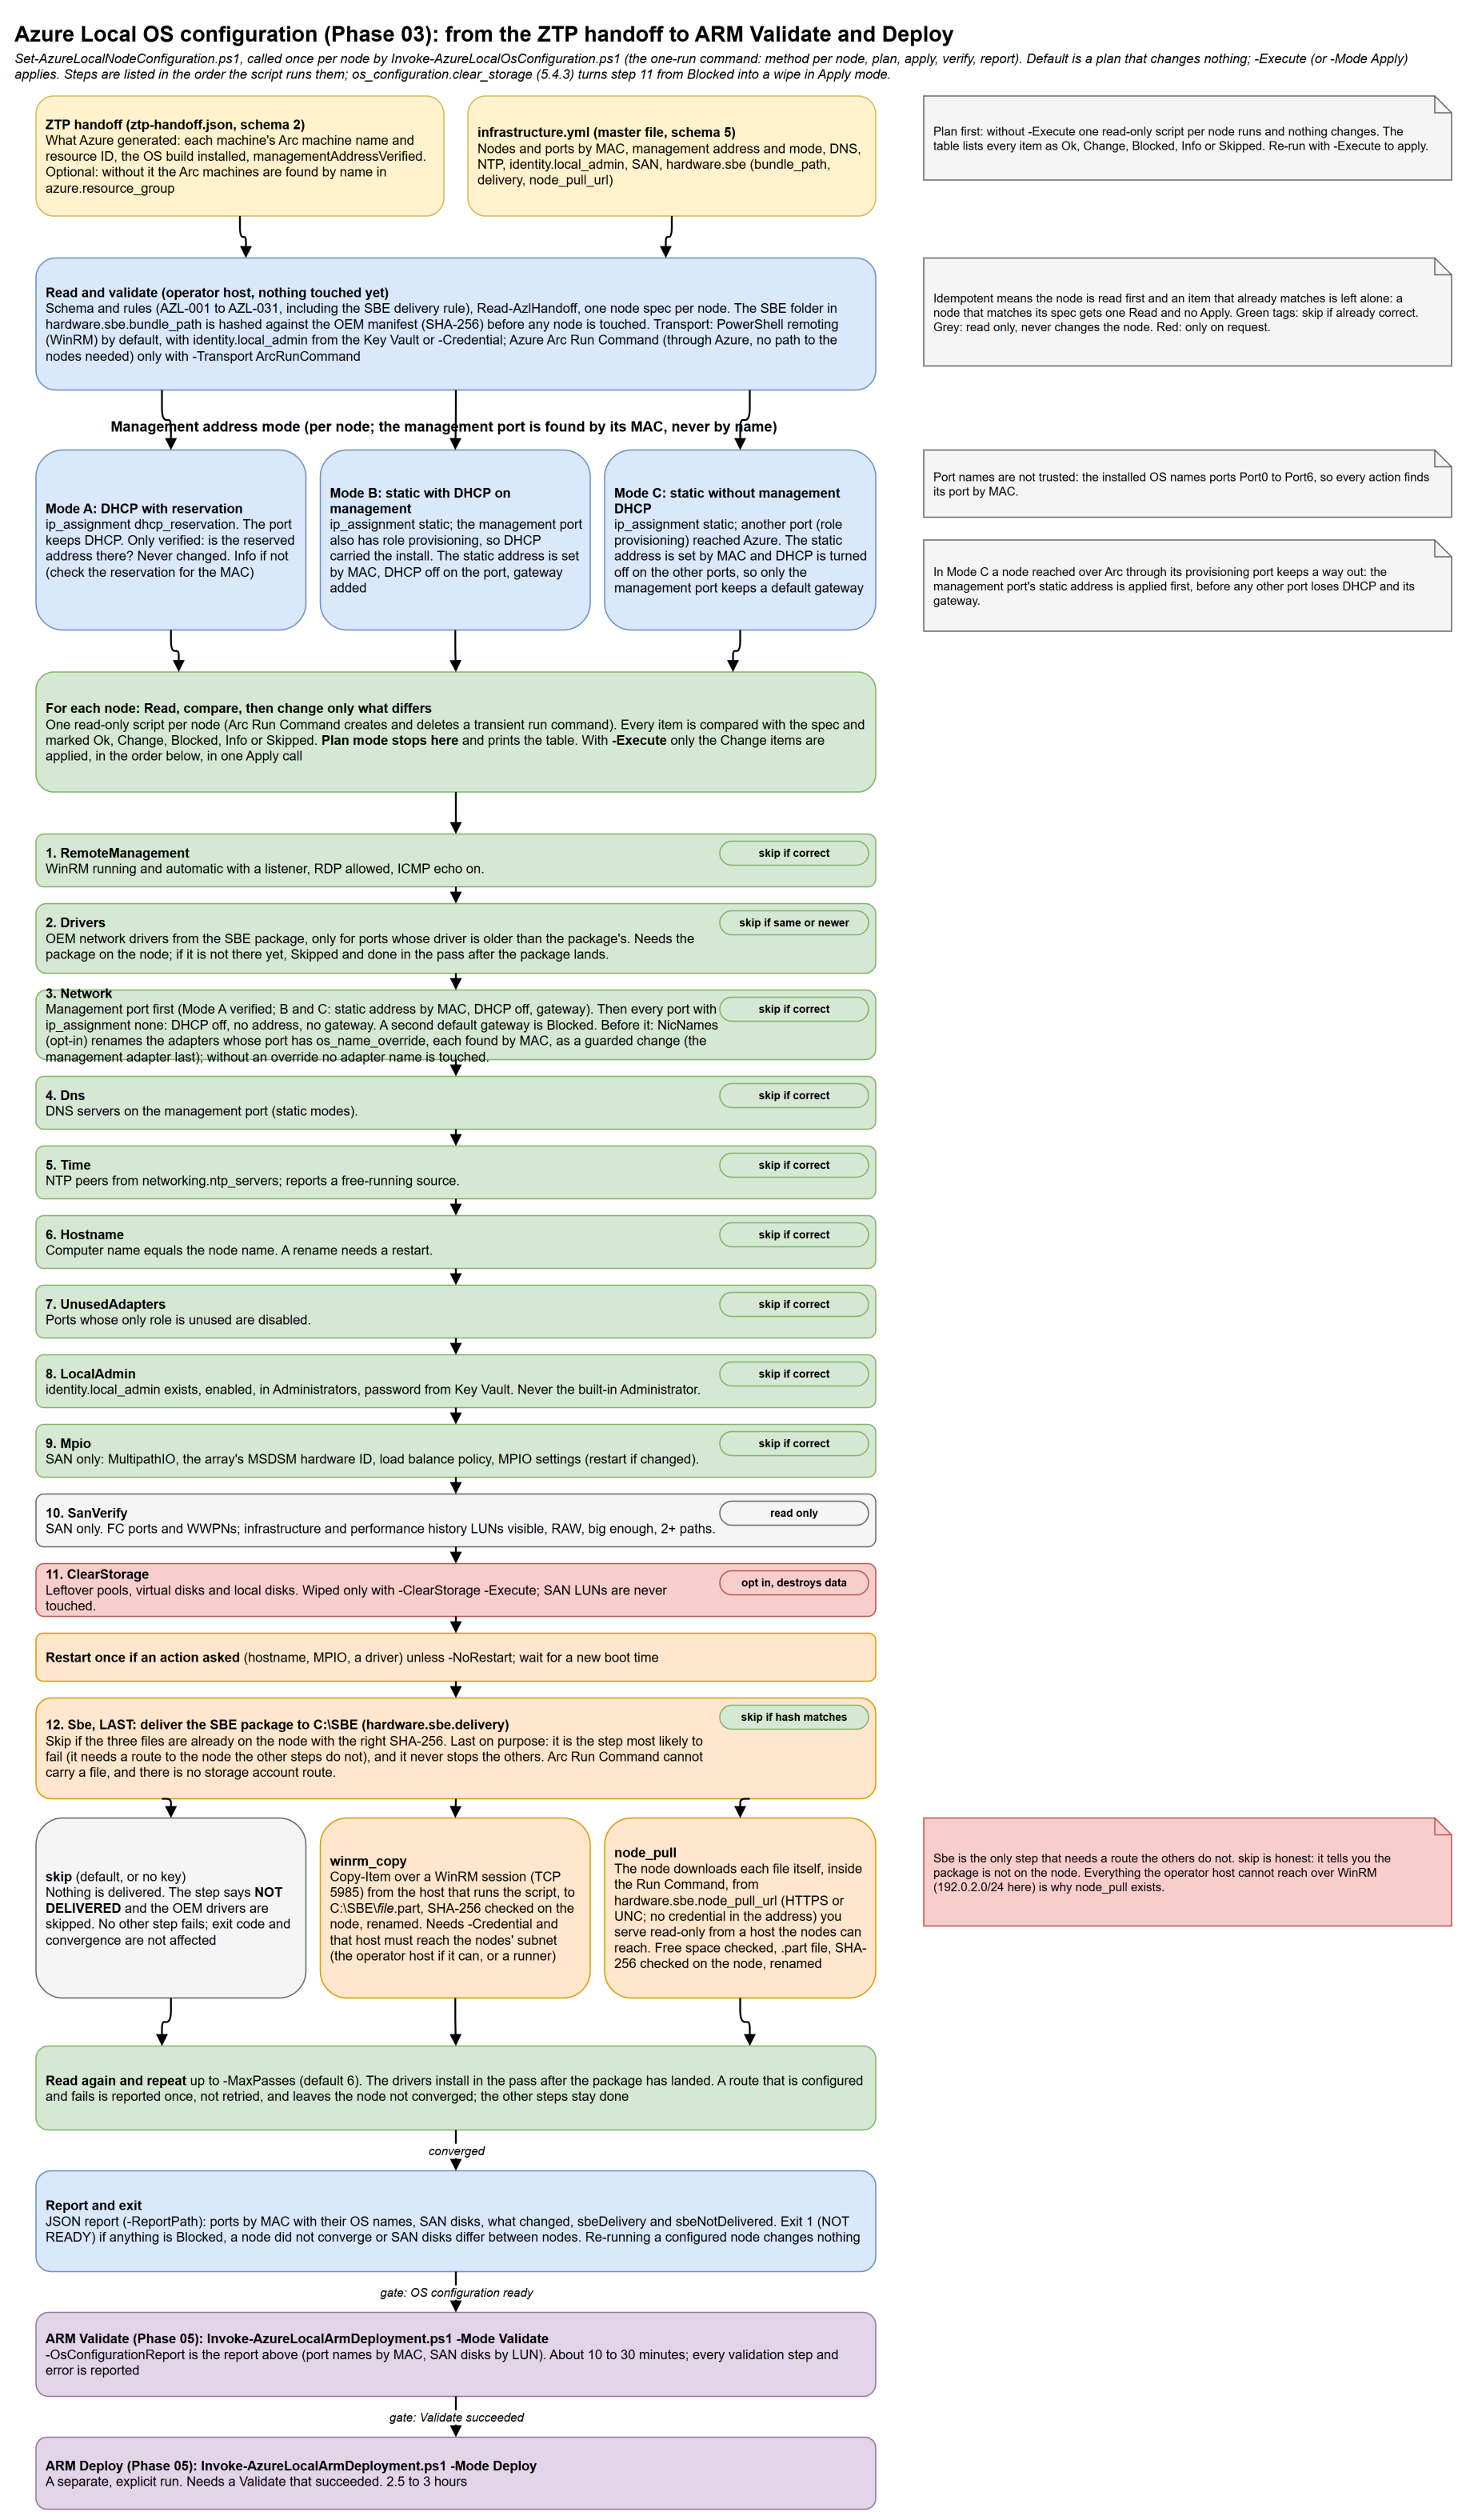 Azure Local OS configuration (Phase 03): from the ZTP handoff to ARM Validate and Deploy
Set-AzureLocalNodeConfiguration.ps1, called once per node by Invoke-AzureLocalOsConfiguration.ps1 (the one-run command: method per node, plan, apply, verify, report). Default is a plan that changes nothing; -Execute (or -Mode Apply)
applies. Steps are listed in the order the script runs them; os_configuration.clear_storage (5.4.3) turns step 11 from Blocked into a wipe in Apply mode.
ZTP handoff (ztp-handoff.json, schema 2)
What Azure generated: each machine's Arc machine name and
resource ID, the OS build installed, managementAddressVerified.
Optional: without it the Arc machines are found by name in
azure.resource_group
infrastructure.yml (master file, schema 5)
Nodes and ports by MAC, management address and mode, DNS,
NTP, identity.local_admin, SAN, hardware.sbe (bundle_path,
delivery, node_pull_url)
Plan first: without -Execute one read-only script per node runs and nothing changes. The
table lists every item as Ok, Change, Blocked, Info or Skipped. Re-run with -Execute to apply.
Read and validate (operator host, nothing touched yet)
Schema and rules (AZL-001 to AZL-031, including the SBE delivery rule), Read-AzlHandoff, one node spec per node. The SBE folder in
hardware.sbe.bundle_path is hashed against the OEM manifest (SHA-256) before any node is touched. Transport: PowerShell remoting
(WinRM) by default, with identity.local_admin from the Key Vault or -Credential; Azure Arc Run Command (through Azure, no path to the
nodes needed) only with -Transport ArcRunCommand
Idempotent means the node is read first and an item that already matches is left alone: a
node that matches its spec gets one Read and no Apply. Green tags: skip if already correct.
Grey: read only, never changes the node. Red: only on request.
Management address mode (per node; the management port is found by its MAC, never by name)
Mode A: DHCP with reservation
ip_assignment dhcp_reservation. The port
keeps DHCP. Only verified: is the reserved
address there? Never changed. Info if not
(check the reservation for the MAC)
Mode B: static with DHCP on
management
ip_assignment static; the management port
also has role provisioning, so DHCP
carried the install. The static address is set
by MAC, DHCP off on the port, gateway
added
Mode C: static without management
DHCP
ip_assignment static; another port (role
provisioning) reached Azure. The static
address is set by MAC and DHCP is turned
off on the other ports, so only the
management port keeps a default gateway
Port names are not trusted: the installed OS names ports Port0 to Port6, so every action finds
its port by MAC.
In Mode C a node reached over Arc through its provisioning port keeps a way out: the
management port's static address is applied first, before any other port loses DHCP and its
gateway.
For each node: Read, compare, then change only what differs
One read-only script per node (Arc Run Command creates and deletes a transient run command). Every item is compared with the spec and
marked Ok, Change, Blocked, Info or Skipped. Plan mode stops here and prints the table. With -Execute only the Change items are
applied, in the order below, in one Apply call
1. RemoteManagement
WinRM running and automatic with a listener, RDP allowed, ICMP echo on.
skip if correct
2. Drivers
OEM network drivers from the SBE package, only for ports whose driver is older than the package's. Needs the
package on the node; if it is not there yet, Skipped and done in the pass after the package lands.
skip if same or newer
3. Network
Management port first (Mode A verified; B and C: static address by MAC, DHCP off, gateway). Then every port with
ip_assignment none: DHCP off, no address, no gateway. A second default gateway is Blocked. Before it: NicNames
(opt-in) renames the adapters whose port has os_name_override, each found by MAC, as a guarded change (the
management adapter last); without an override no adapter name is touched.
skip if correct
4. Dns
DNS servers on the management port (static modes).
skip if correct
5. Time
NTP peers from networking.ntp_servers; reports a free-running source.
skip if correct
6. Hostname
Computer name equals the node name. A rename needs a restart.
skip if correct
7. UnusedAdapters
Ports whose only role is unused are disabled.
skip if correct
8. LocalAdmin
identity.local_admin exists, enabled, in Administrators, password from Key Vault. Never the built-in Administrator.
skip if correct
9. Mpio
SAN only: MultipathIO, the array's MSDSM hardware ID, load balance policy, MPIO settings (restart if changed).
skip if correct
10. SanVerify
SAN only. FC ports and WWPNs; infrastructure and performance history LUNs visible, RAW, big enough, 2+ paths.
read only
11. ClearStorage
Leftover pools, virtual disks and local disks. Wiped only with -ClearStorage -Execute; SAN LUNs are never
touched.
opt in, destroys data
Restart once if an action asked (hostname, MPIO, a driver) unless -NoRestart; wait for a new boot time
12. Sbe, LAST: deliver the SBE package to C:\SBE (hardware.sbe.delivery)
Skip if the three files are already on the node with the right SHA-256. Last on purpose: it is the step most likely to
fail (it needs a route to the node the other steps do not), and it never stops the others. Arc Run Command cannot
carry a file, and there is no storage account route.
skip if hash matches
skip (default, or no key)
Nothing is delivered. The step says NOT
DELIVERED and the OEM drivers are
skipped. No other step fails; exit code and
convergence are not affected
winrm_copy
Copy-Item over a WinRM session (TCP
5985) from the host that runs the script, to
C:\SBE\file.part, SHA-256 checked on the
node, renamed. Needs -Credential and
that host must reach the nodes' subnet
(the operator host if it can, or a runner)
node_pull
The node downloads each file itself, inside
the Run Command, from
hardware.sbe.node_pull_url (HTTPS or
UNC; no credential in the address) you
serve read-only from a host the nodes can
reach. Free space checked, .part file, SHA-
256 checked on the node, renamed
Sbe is the only step that needs a route the others do not. skip is honest: it tells you the
package is not on the node. Everything the operator host cannot reach over WinRM
(192.0.2.0/24 here) is why node_pull exists.
Read again and repeat up to -MaxPasses (default 6). The drivers install in the pass after the package has landed. A route that is configured
and fails is reported once, not retried, and leaves the node not converged; the other steps stay done
converged
Report and exit
JSON report (-ReportPath): ports by MAC with their OS names, SAN disks, what changed, sbeDelivery and sbeNotDelivered. Exit 1 (NOT
READY) if anything is Blocked, a node did not converge or SAN disks differ between nodes. Re-running a configured node changes nothing
gate: OS configuration ready
ARM Validate (Phase 05): Invoke-AzureLocalArmDeployment.ps1 -Mode Validate
-OsConfigurationReport is the report above (port names by MAC, SAN disks by LUN). About 10 to 30 minutes; every validation step and
error is reported
gate: Validate succeeded
ARM Deploy (Phase 05): Invoke-AzureLocalArmDeployment.ps1 -Mode Deploy
A separate, explicit run. Needs a Validate that succeeded. 2.5 to 3 hours